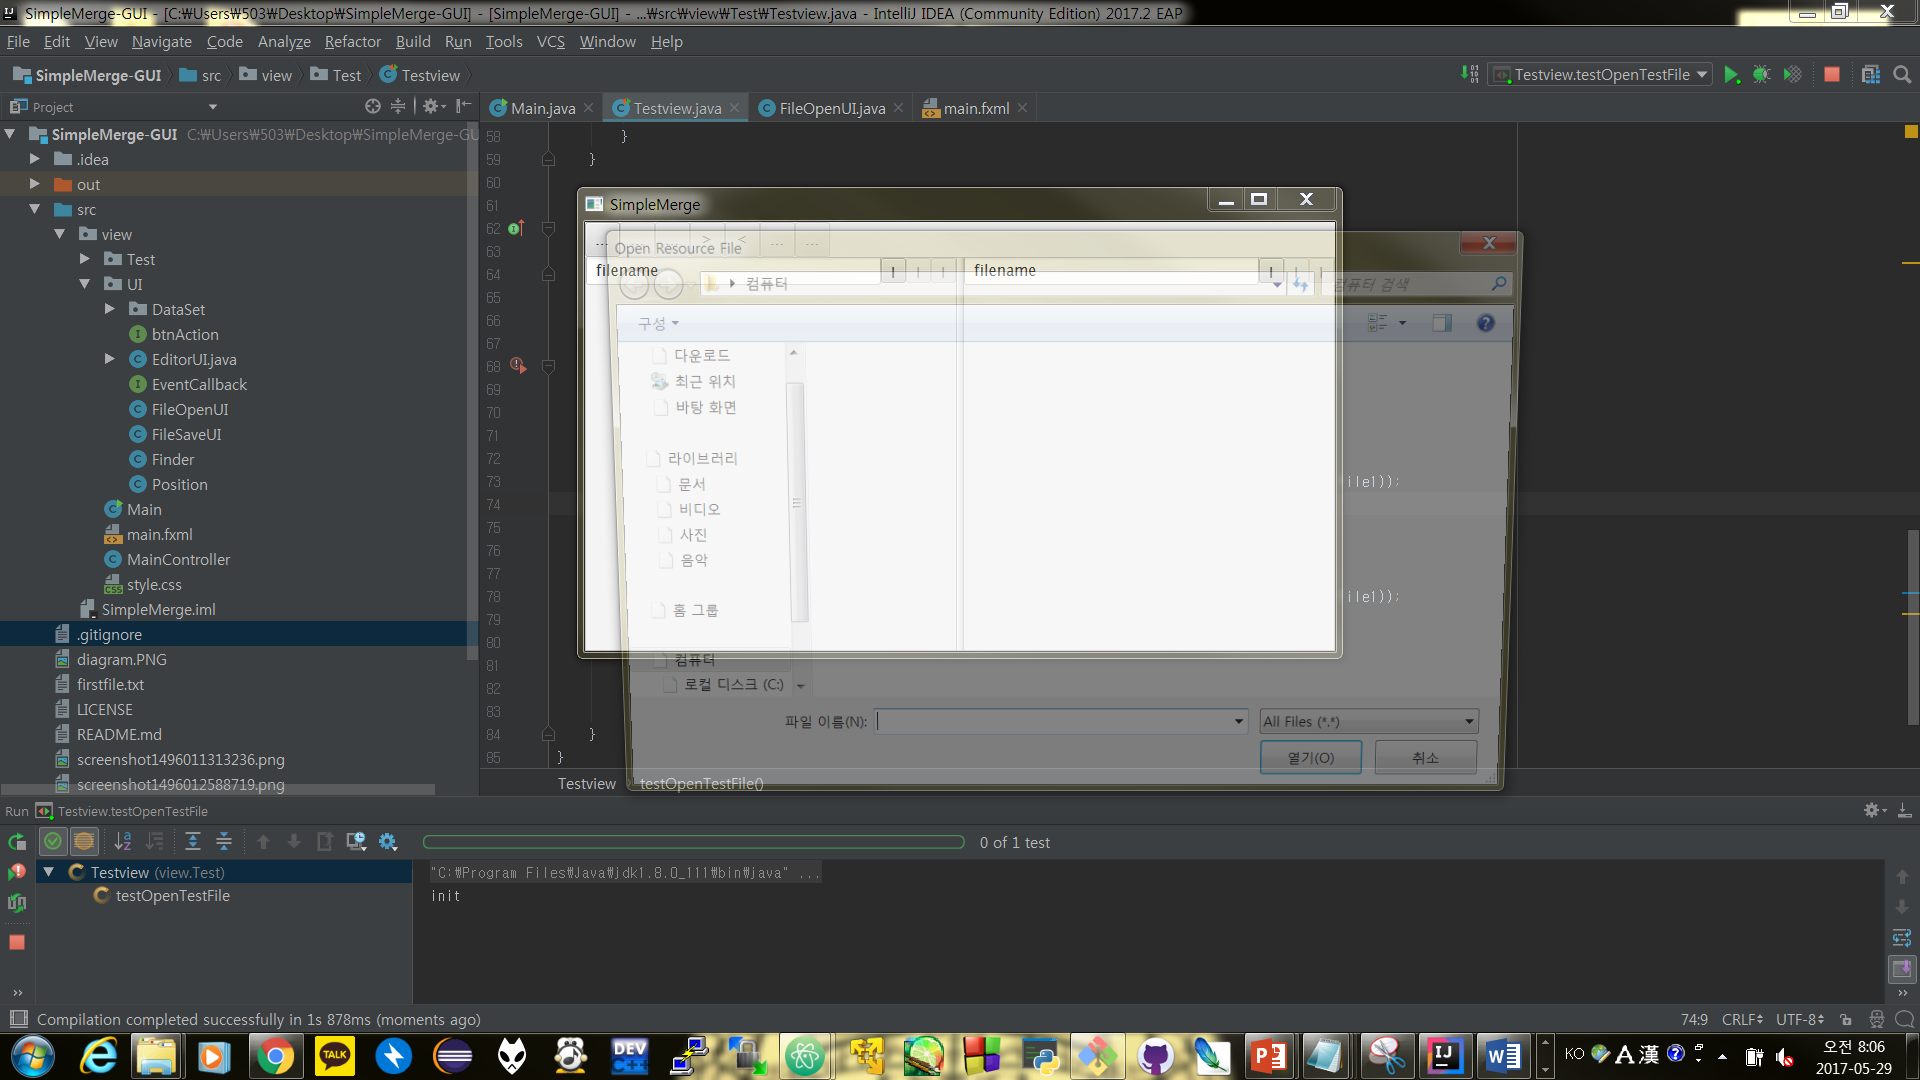 SimpleMerge-GUI - [C:₩Users₩503₩Desktop₩SimpleMerge-GUI] - [SimpleMerge-GUI] - ...₩src₩view₩Test₩Testview.java - IntelliJ IDEA (Community Edition) 2017.2 EAP
File Edit View Navigate Code Analyze Refactor Build Run Tools VCS Window Help
SimpleMerge-GUI src view Test Testview
Testview.testOpenTestFile
Project
Main.java Testview.java FileOpenUI.java main.fxml
SimpleMerge-GUI C:₩Users₩503₩Desktop₩SimpleMerge-GU
.idea
out
src
view
Test
UI
DataSet
btnAction
EditorUI.java
EventCallback
FileOpenUI
FileSaveUI
Finder
Position
Main
main.fxml
MainController
style.css
SimpleMerge.iml
.gitignore
diagram.PNG
firstfile.txt
LICENSE
README.md
screenshot1496011313236.png
screenshot1496012588719.png
58 }
59 }
60
61
62
63
64
65
66
67
68
69
70
71
72
73 ile1));
74
75
76
77
78 ile1));
79
80
81
82
83
84 }
85 }
SimpleMerge
... > < ... ...
filename ! ! ! filename ! ! !
Open Resource File
컴퓨터
컴퓨터 검색
구성
다운로드
최근 위치
바탕 화면
라이브러리
문서
비디오
사진
음악
홈 그룹
컴퓨터
로컬 디스크 (C:)
파일 이름(N): All Files (*.*)
열기(O) 취소
Testview testOpenTestFile()
Run Testview.testOpenTestFile
0 of 1 test
Testview (view.Test)
testOpenTestFile
"C:₩Program Files₩Java₩jdk1.8.0_111₩bin₩java" ...
init
Compilation completed successfully in 1s 878ms (moments ago)
74:9 CRLF UTF-8
TALK
DEV
C++
IJ
KO A 漢
오전 8:06
2017-05-29